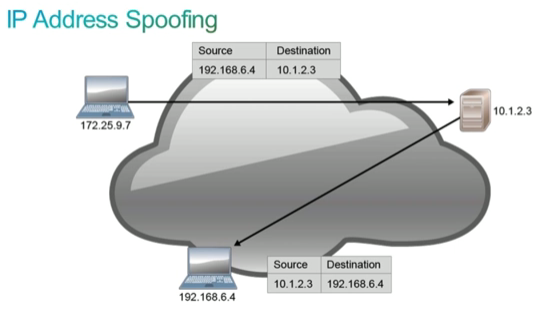 IP Address Spoofing
Source Destination
192.168.6.4 10.1.2.3
172.25.9.7
10.1.2.3
Source Destination
10.1.2.3 192.168.6.4
192.168.6.4